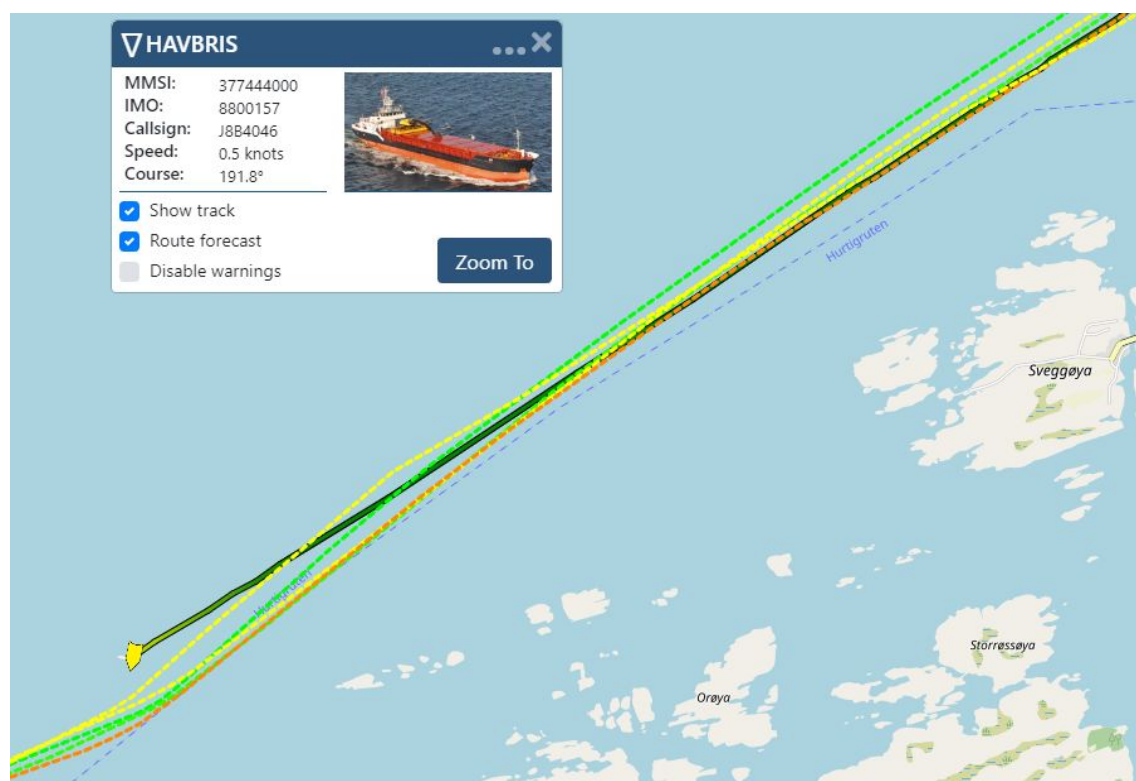 HAVBRIS
MMSI: 377444000
IMO: 8800157
Callsign: J8B4046
Speed: 0.5 knots
Course: 191.8°
Show track
Route forecast
Disable warnings
Zoom To
Hurtigruten
Sveggøya
Hurtigruten
Storrøssøya
Orøya